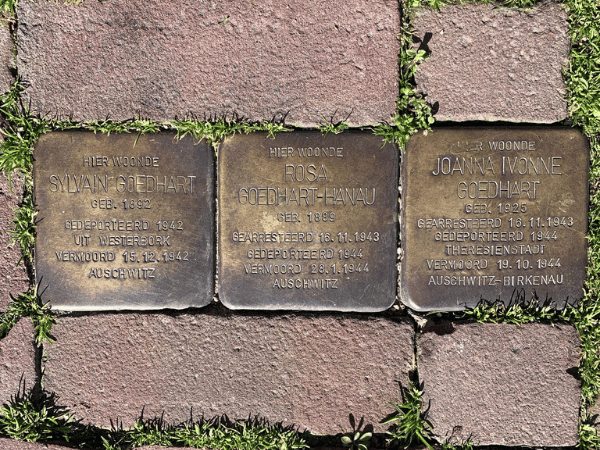 HIER WOONDE
SYLVAIN GOEDHART
GEB. 1892
GEDEPORTEERD 1942
UIT WESTERBORK
VERMOORD 15.12.1942
AUSCHWITZ
HIER WOONDE
ROSA
GOEDHART-HANAU
GEB. 1889
GEARRESTEERD 16.11.1943
GEDEPORTEERD 1944
VERMOORD 28.1.1944
AUSCHWITZ
HIER WOONDE
JOANNA IVONNE
GOEDHART
GEB. 1925
GEARRESTEERD 16.11.1943
GEDEPORTEERD 1944
THERESIENSTADT
VERMOORD 19.10.1944
AUSCHWITZ-BIRKENAU